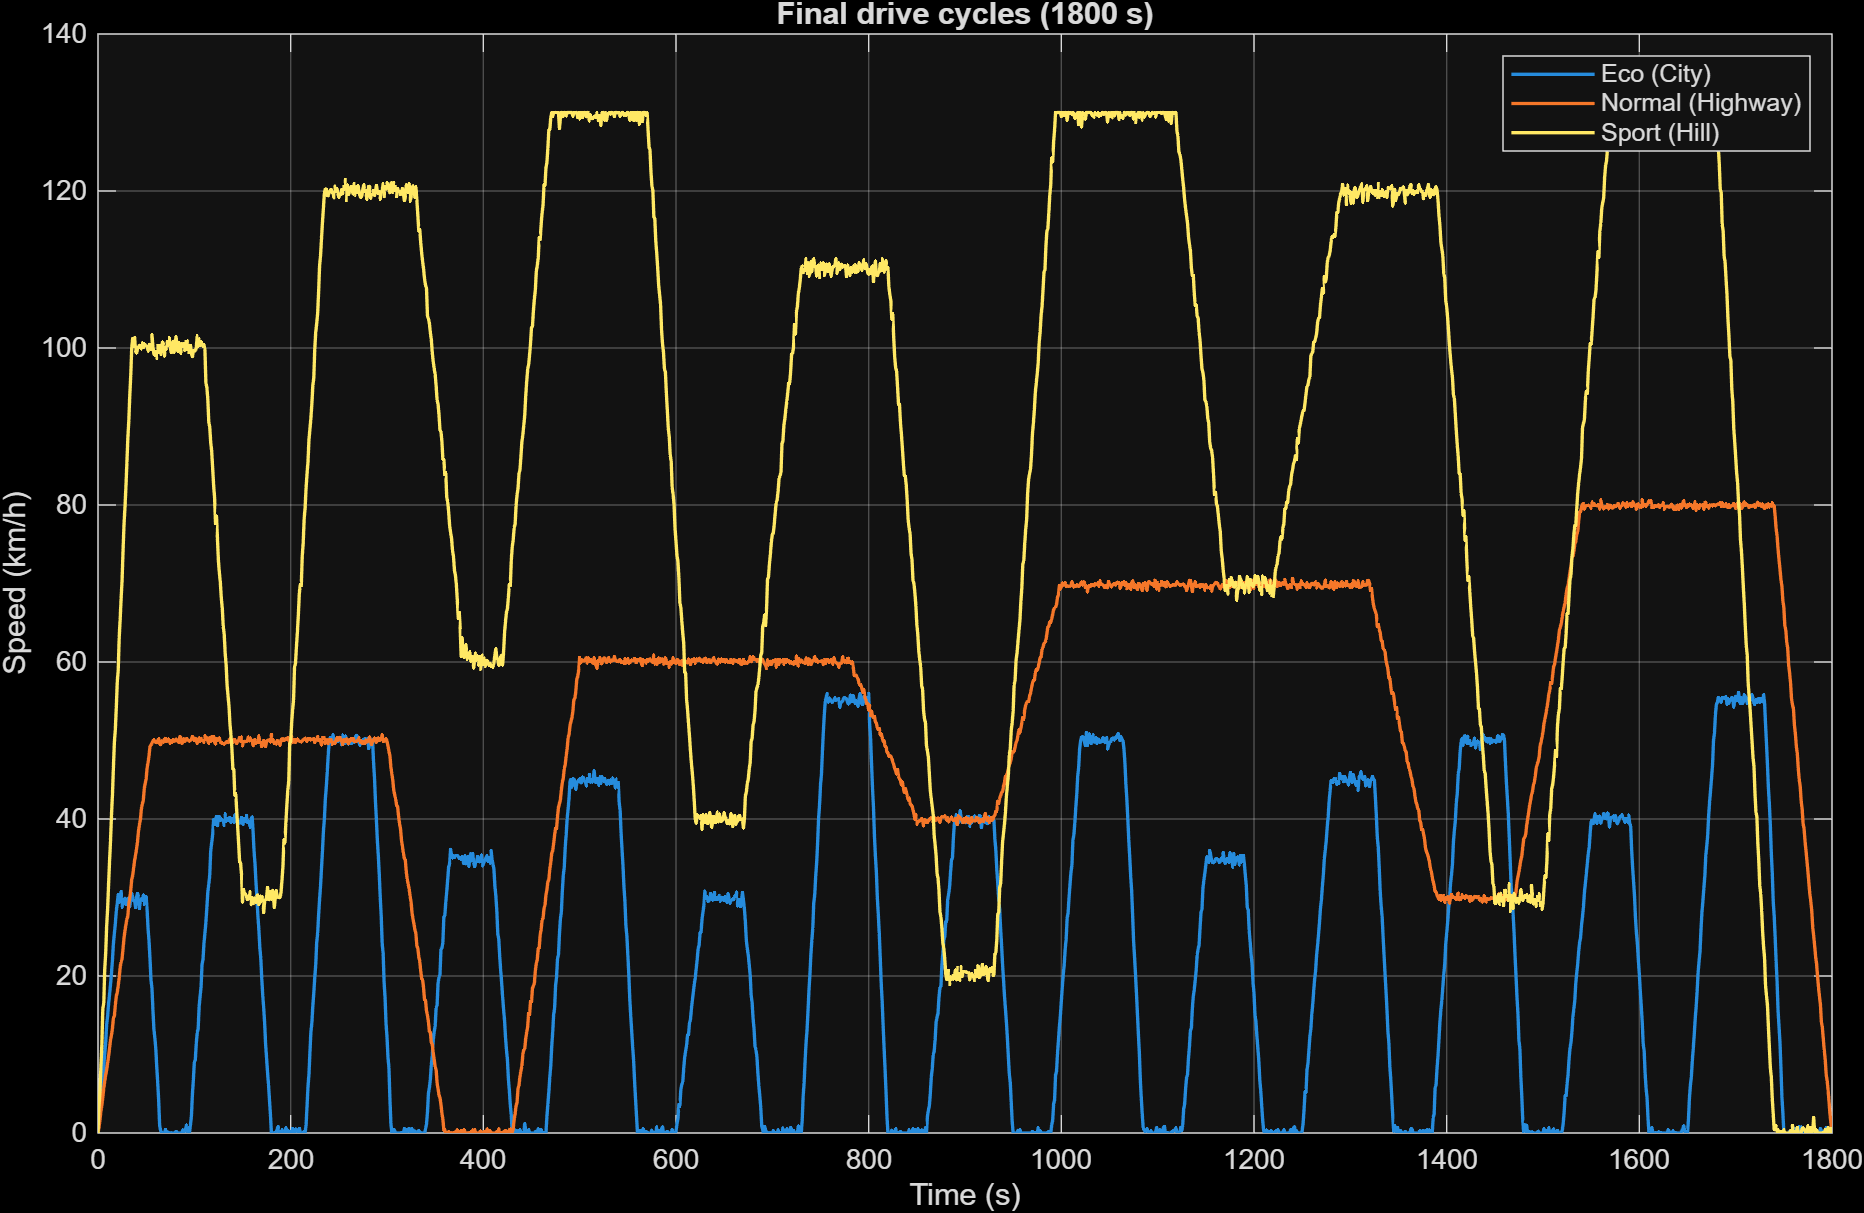 Final drive cycles (1800 s)
140
120
100
80
60
40
20
0
Speed (km/h)
Eco (City)
Normal (Highway)
Sport (Hill)
0 200 400 600 800 1000 1200 1400 1600 1800
Time (s)